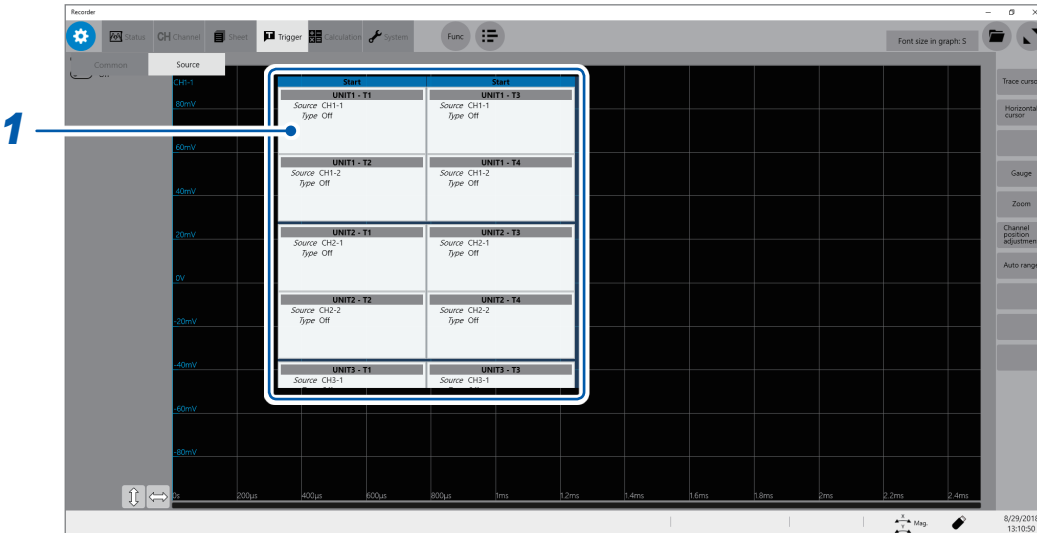 Recorder
Status CH Channel Sheet Trigger Calculation System Func
Font size in graph: S
Common Source
Off
CH1-1
80mV
60mV
40mV
20mV
0V
-20mV
-40mV
-60mV
-80mV
1
Start Start
UNIT1 - T1 UNIT1 - T3
Source CH1-1 Source CH1-1
Type Off Type Off
UNIT1 - T2 UNIT1 - T4
Source CH1-2 Source CH1-2
Type Off Type Off
UNIT2 - T1 UNIT2 - T3
Source CH2-1 Source CH2-1
Type Off Type Off
UNIT2 - T2 UNIT2 - T4
Source CH2-2 Source CH2-2
Type Off Type Off
UNIT3 - T1 UNIT3 - T3
Source CH3-1 Source CH3-1
Trace curso
Horizontal
cursor
Gauge
Zoom
Channel
position
adjustmen
Auto range
0s 200μs 400μs 600μs 800μs 1ms 1.2ms 1.4ms 1.6ms 1.8ms 2ms 2.2ms 2.4ms
X
Y
Mag.
8/29/2018
13:10:50